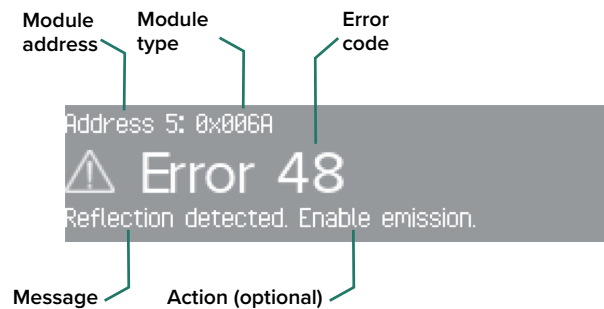 Module address
Module type
Error code
Address 5: 0x006A
Error 48
Reflection detected. Enable emission.
Message
Action (optional)